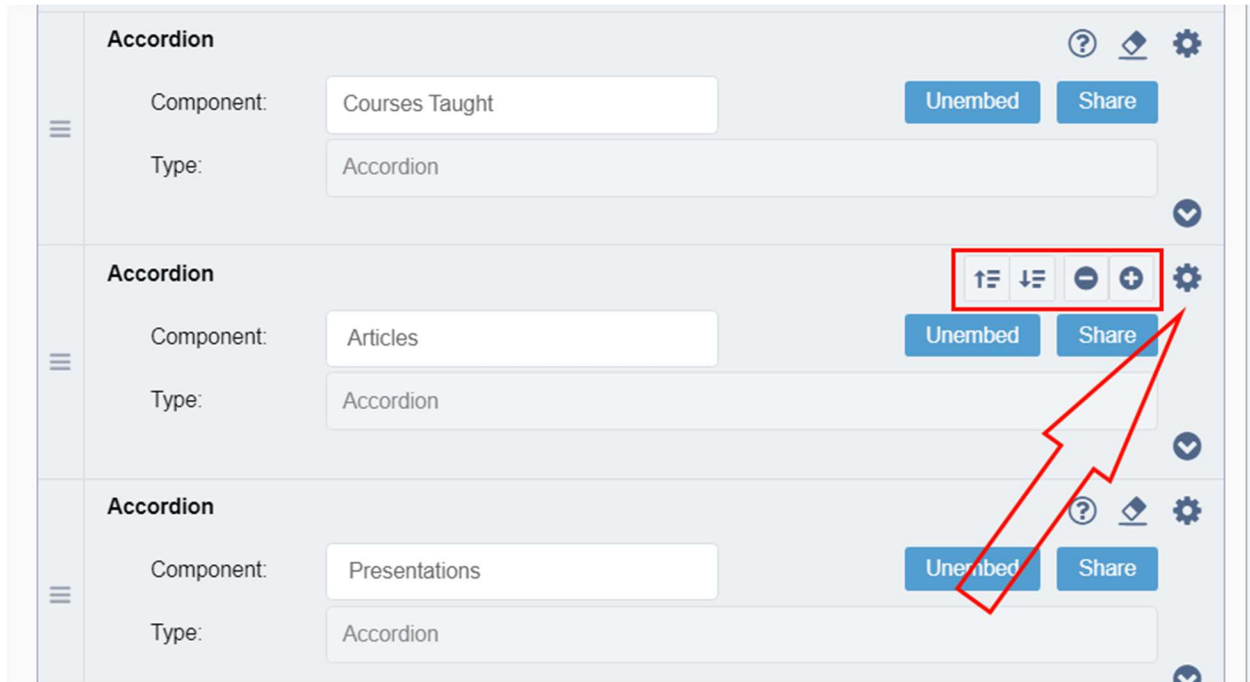 Accordion
Component: Courses Taught Unembed Share
Type: Accordion
Accordion
Component: Articles Unembed Share
Type: Accordion
Accordion
Component: Presentations Unembed Share
Type: Accordion